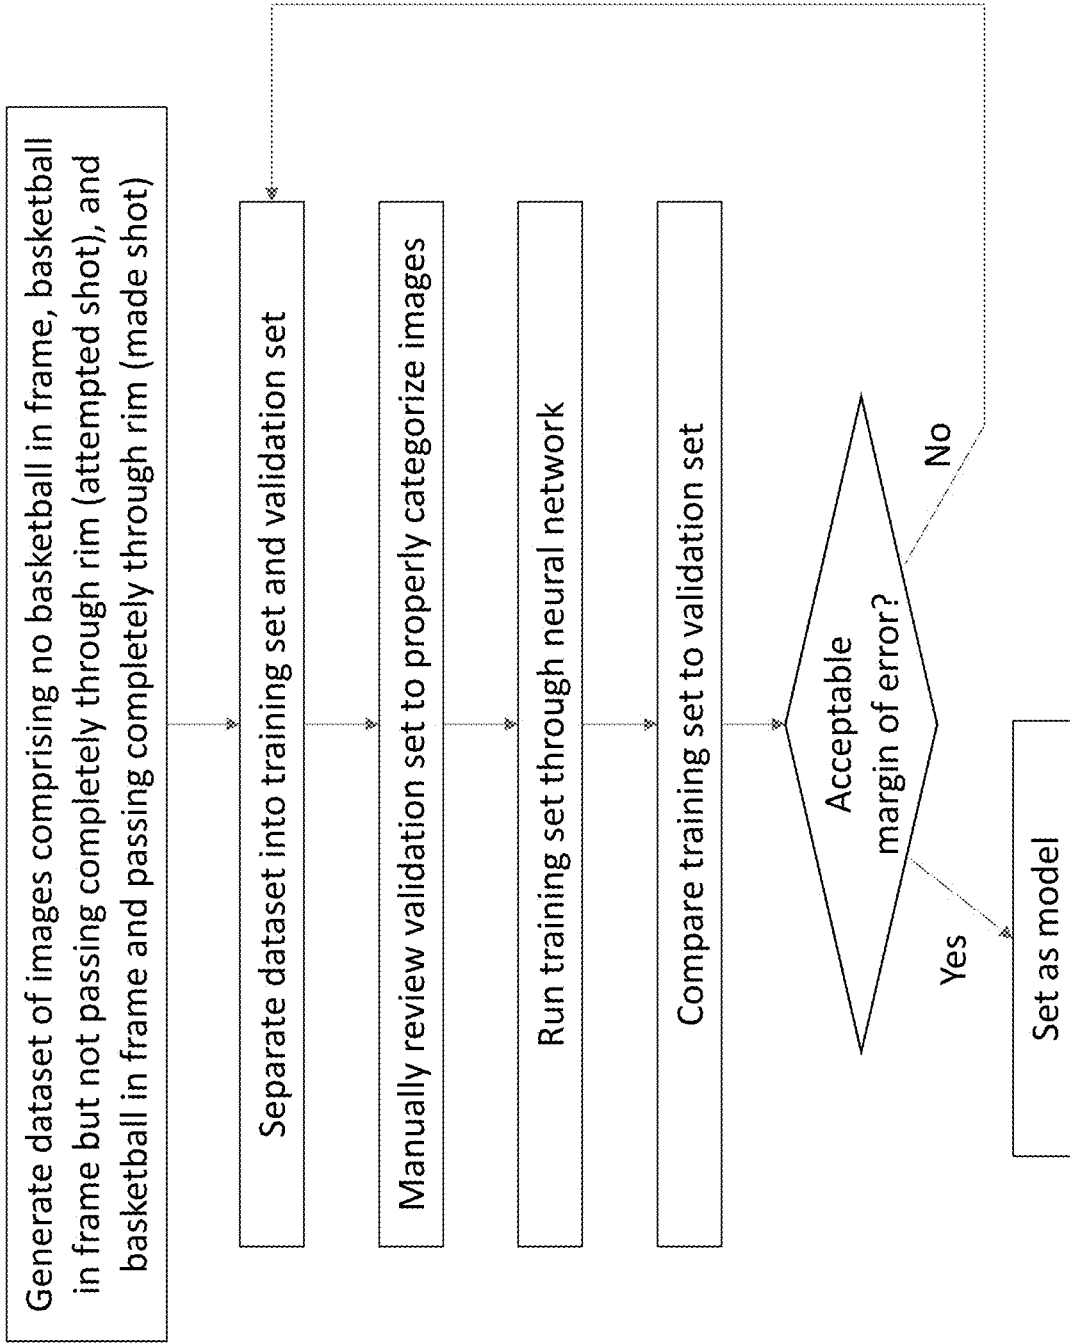 Generate dataset of images comprising no basketball in frame, basketball
in frame but not passing completely through rim (attempted shot), and
basketball in frame and passing completely through rim (made shot)
Separate dataset into training set and validation set
Manually review validation set to properly categorize images
Run training set through neural network
Compare training set to validation set
Acceptable
margin of error?
No
Yes
Set as model